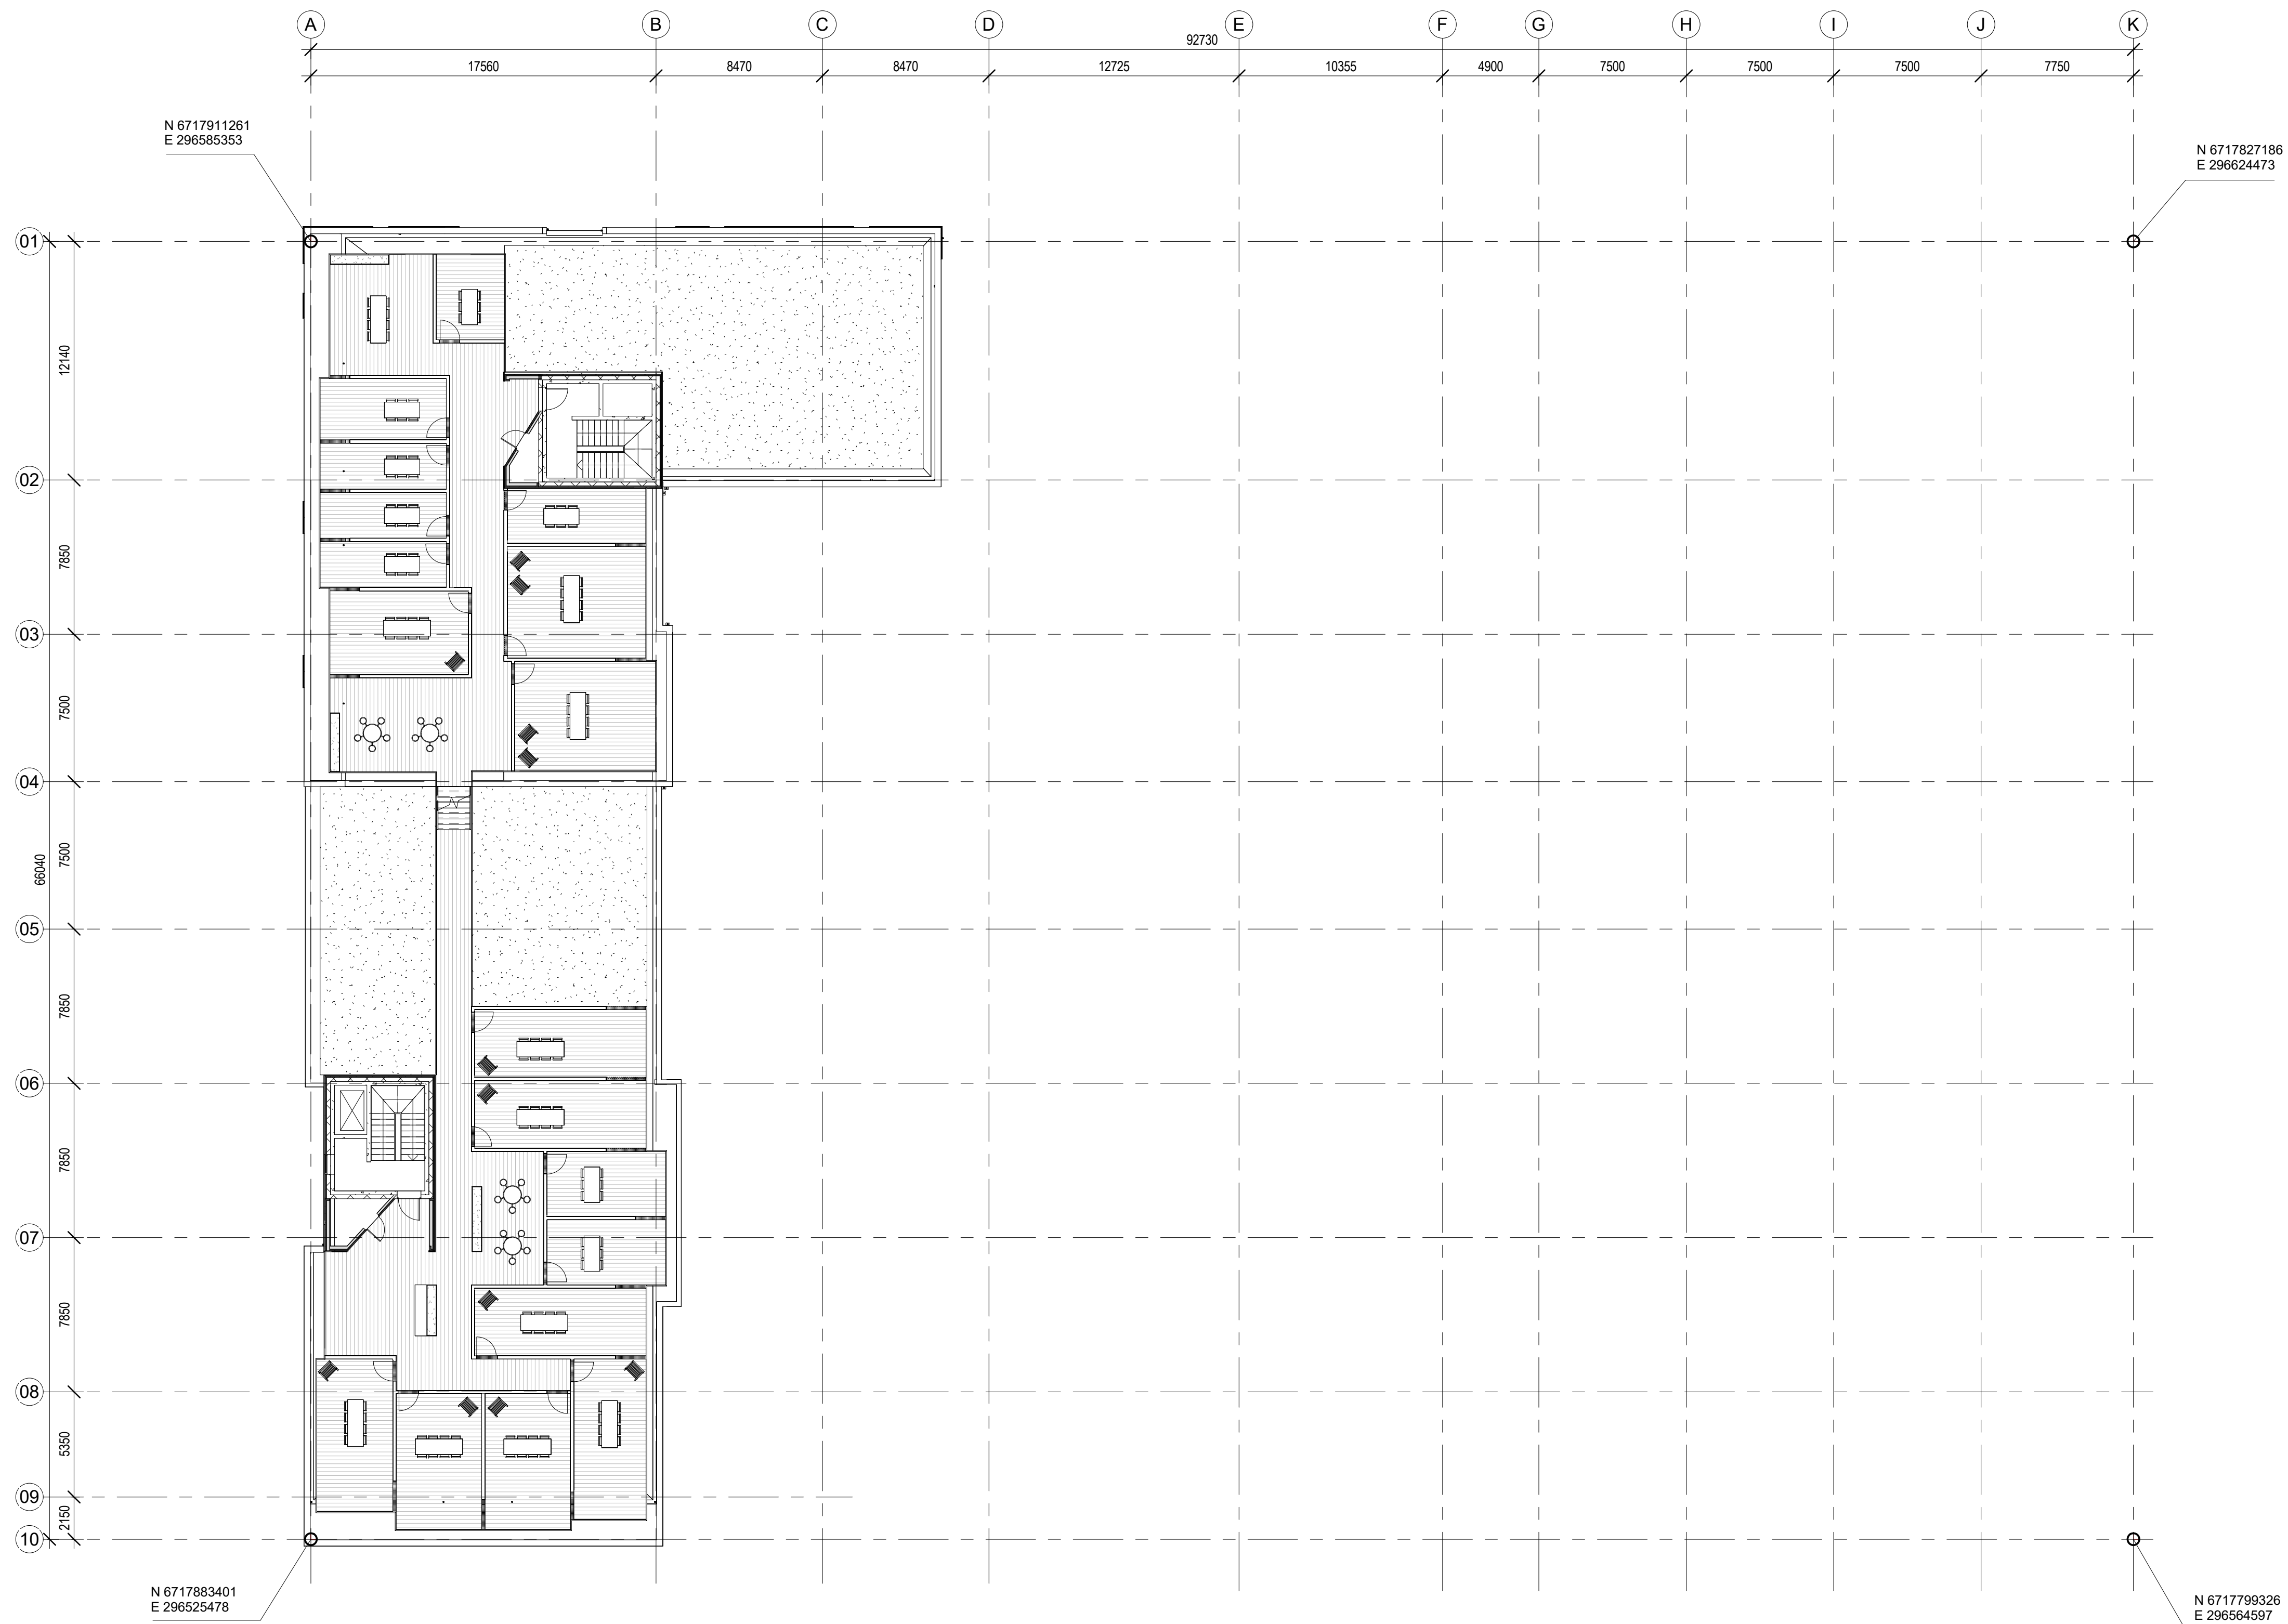 A B C D E F G H I J K
92730
17560 8470 8470 12725 10355 4900 7500 7500 7500 7750
N 6717911261
E 296585353
N 6717827186
E 296624473
01
12140
02
7850
03
7500
04
66040
7500
05
7850
06
7850
07
7850
08
5350
09
2150
10
N 6717883401
E 296525478
N 6717799326
E 296564597